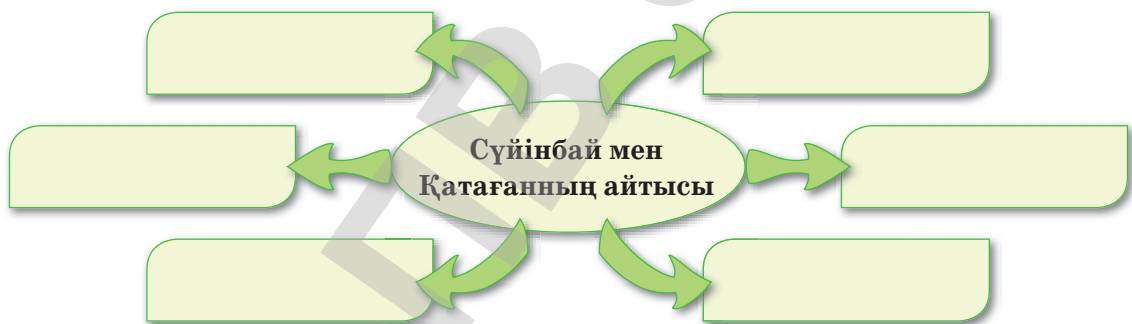 Сүйінбай мен
Қатағанның айтысы